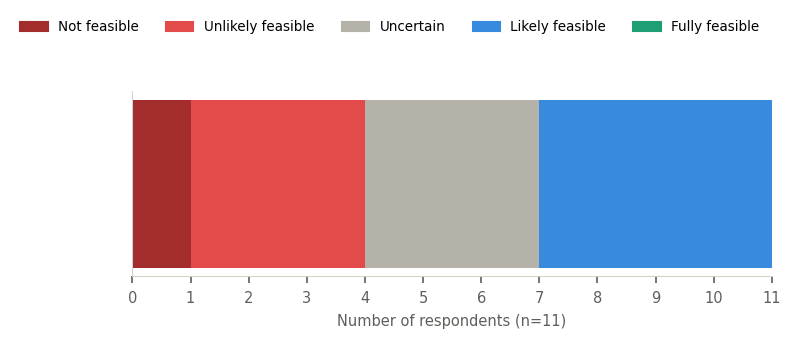 Not feasible Unlikely feasible Uncertain Likely feasible Fully feasible
0 1 2 3 4 5 6 7 8 9 10 11
Number of respondents (n=11)